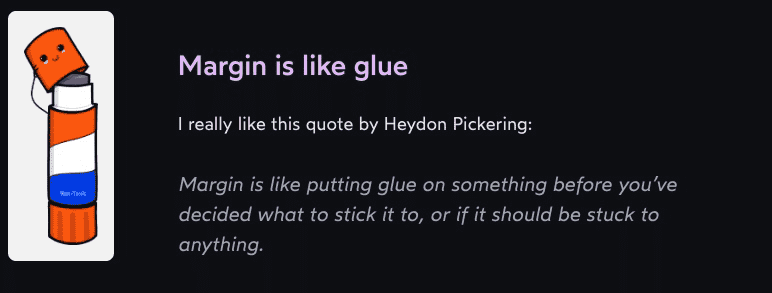 Margin is like glue
I really like this quote by Heydon Pickering:
Margin is like putting glue on something before you've
decided what to stick it to, or if it should be stuck to
anything.